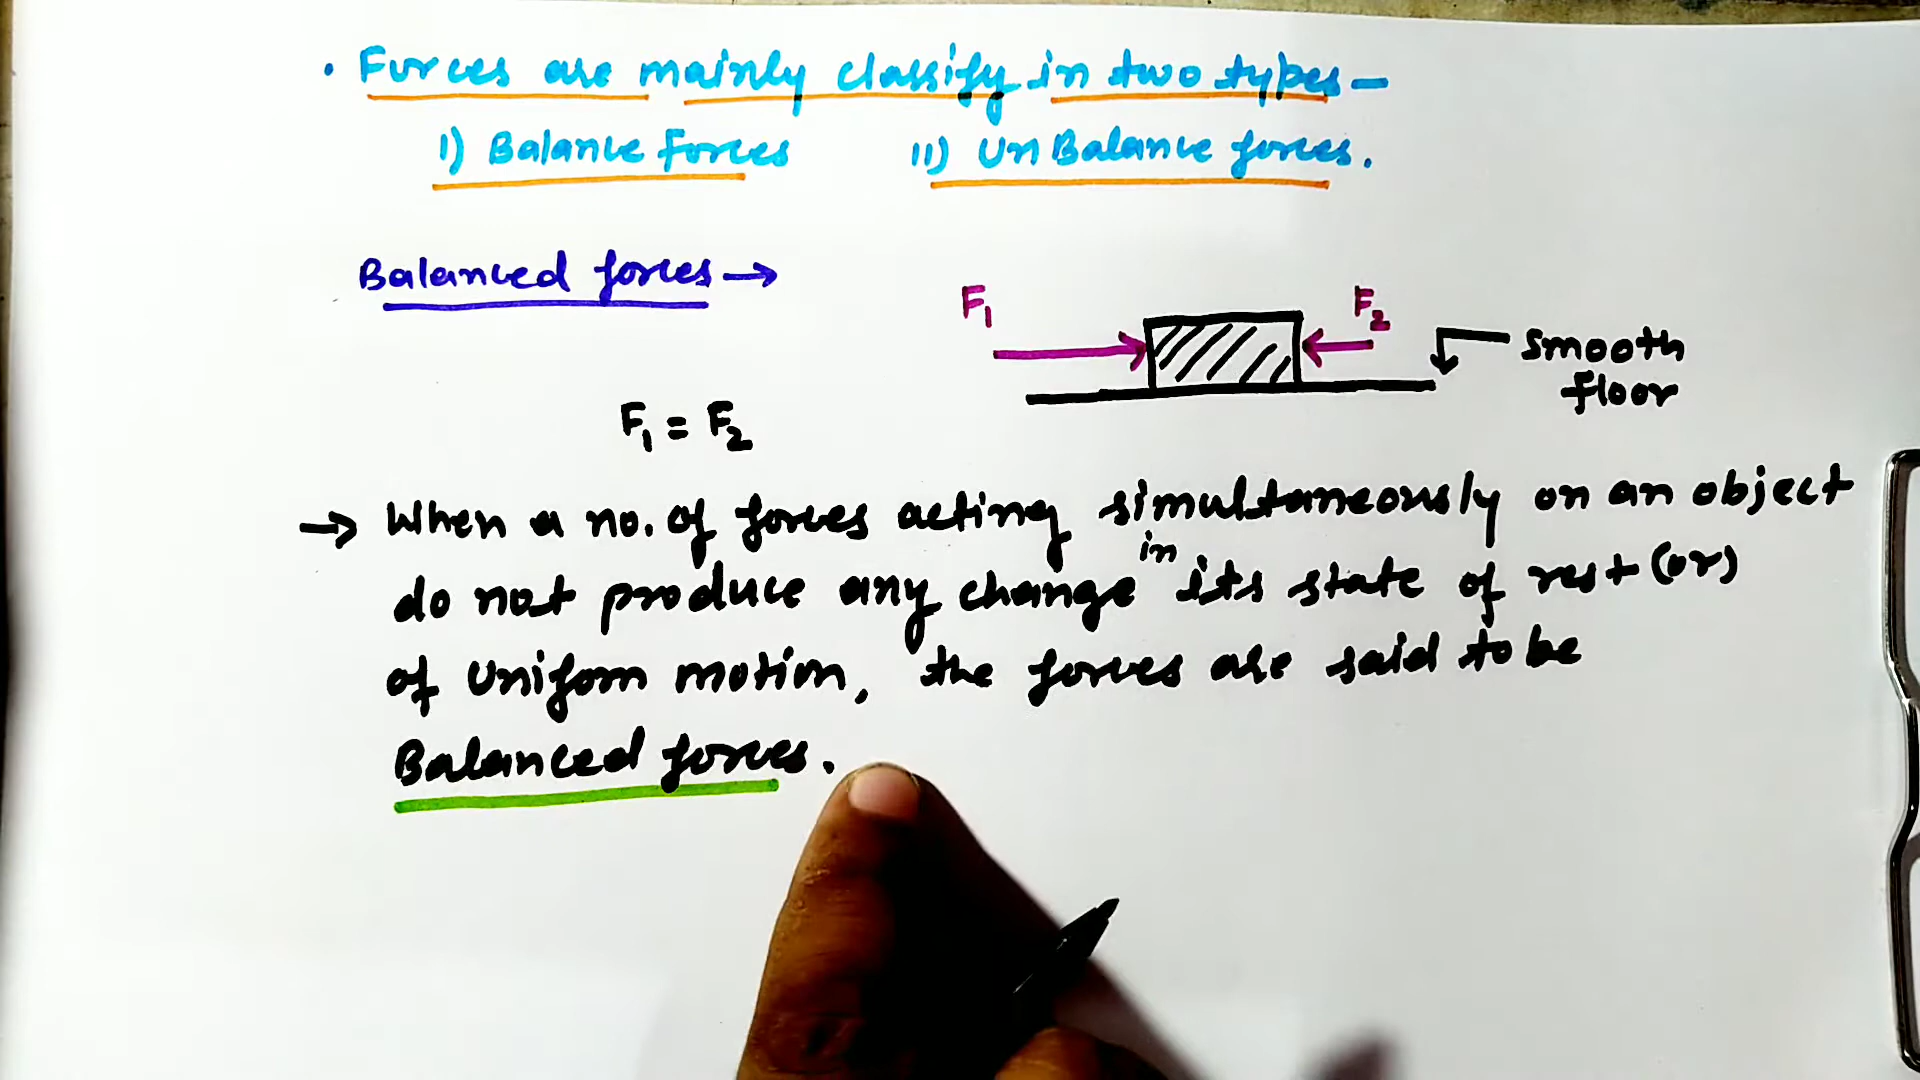 • Forces are mainly classify in two types –
I) Balance Forces II) UnBalance forces.
Balanced forces →
F₁ F₂
Smooth
floor
F₁ = F₂
→ When a no. of forces acting simultaneously on an object
do not produce any change in its state of rest (or)
of uniform motion, the forces are said to be
Balanced forces.